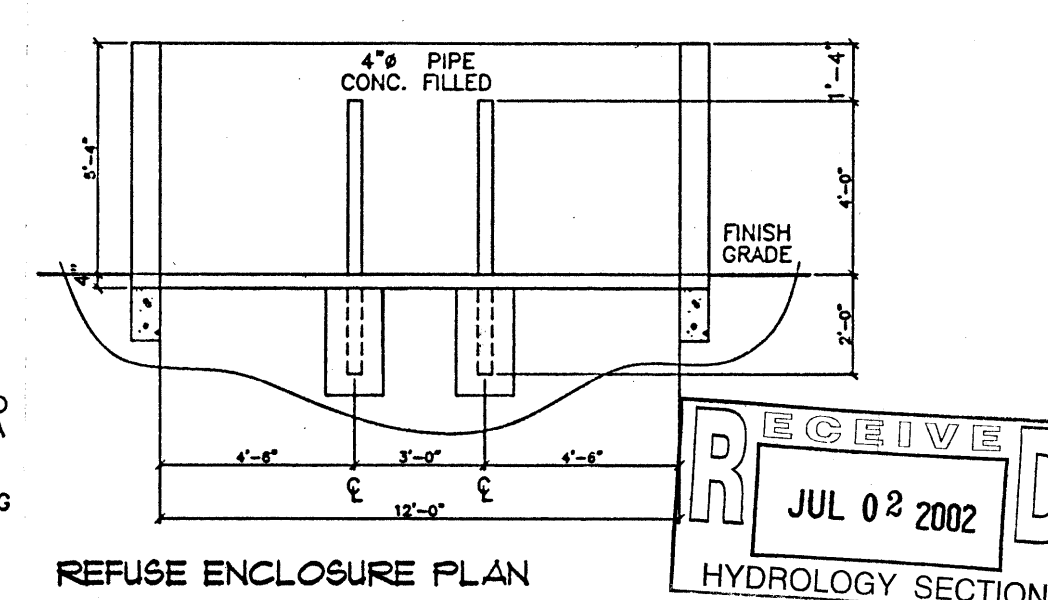 4"ø PIPE
CONC. FILLED
1'-4"
5'-4"
4'-0"
FINISH
GRADE
4"
2'-0"
4'-6"
3'-0"
4'-6"
℄
℄
12'-0"
REFUSE ENCLOSURE PLAN
RECEIVED
JUL 02 2002
HYDROLOGY SECTION
G